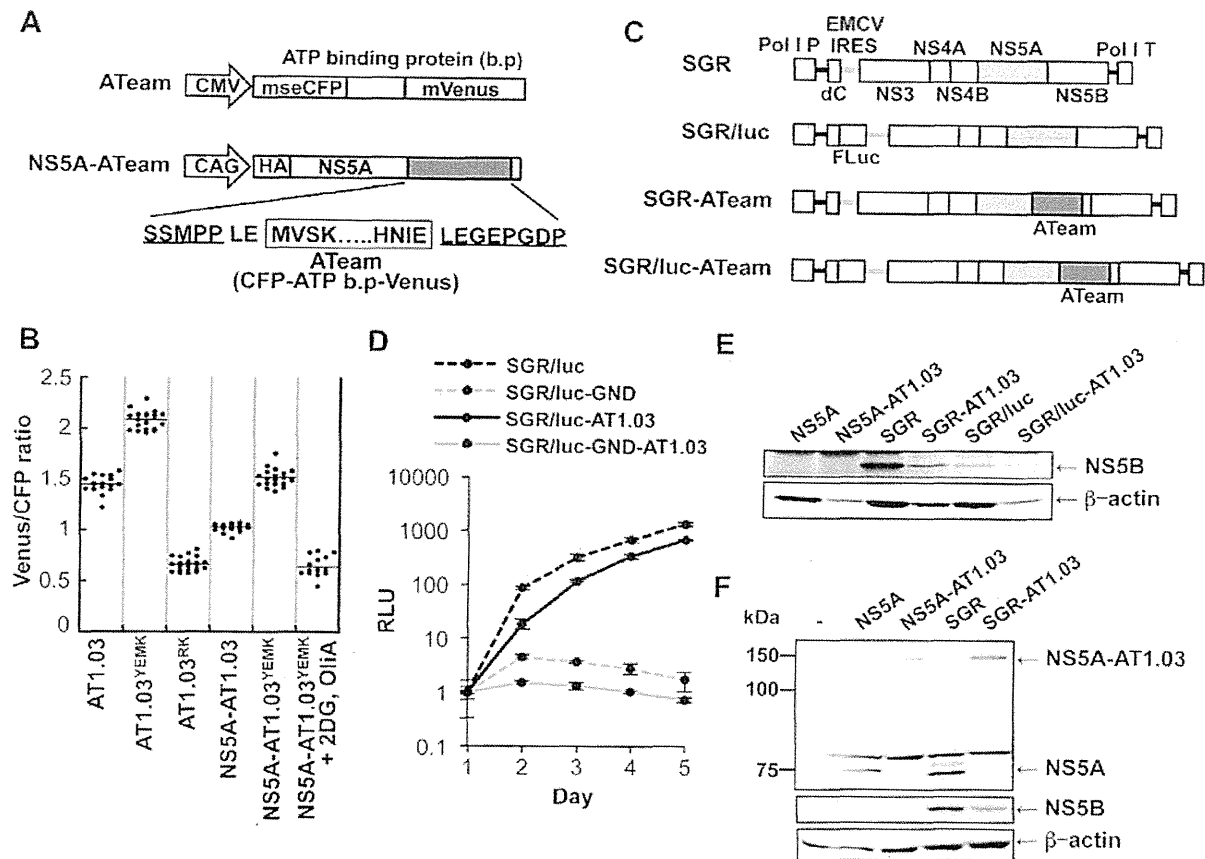 A
ATP binding protein (b.p)
ATeam
CMV
mseCFP
mVenus
NS5A-ATeam
CAG
HA
NS5A
SSMPP LE MVSK.....HNIE LEGEPGDP
ATeam
(CFP-ATP b.p-Venus)
C
EMCV
Pol I P IRES NS4A NS5A Pol I T
SGR
dC NS3 NS4B NS5B
SGR/luc
FLuc
SGR-ATeam
ATeam
SGR/luc-ATeam
ATeam
B
Venus/CFP ratio
2.5
2
1.5
1
0.5
0
AT1.03
AT1.03YEMK
AT1.03RK
NS5A-AT1.03
NS5A-AT1.03YEMK
NS5A-AT1.03YEMK
+ 2DG, OliA
D
SGR/luc
SGR/luc-GND
SGR/luc-AT1.03
SGR/luc-GND-AT1.03
RLU
10000
1000
100
10
1
0.1
1 2 3 4 5
Day
E
NS5A
NS5A-AT1.03
SGR
SGR-AT1.03
SGR/luc
SGR/luc-AT1.03
←NS5B
←β-actin
F
kDa
-
NS5A
NS5A-AT1.03
SGR
SGR-AT1.03
150
100
75
←NS5A-AT1.03
←NS5A
←NS5B
←β-actin